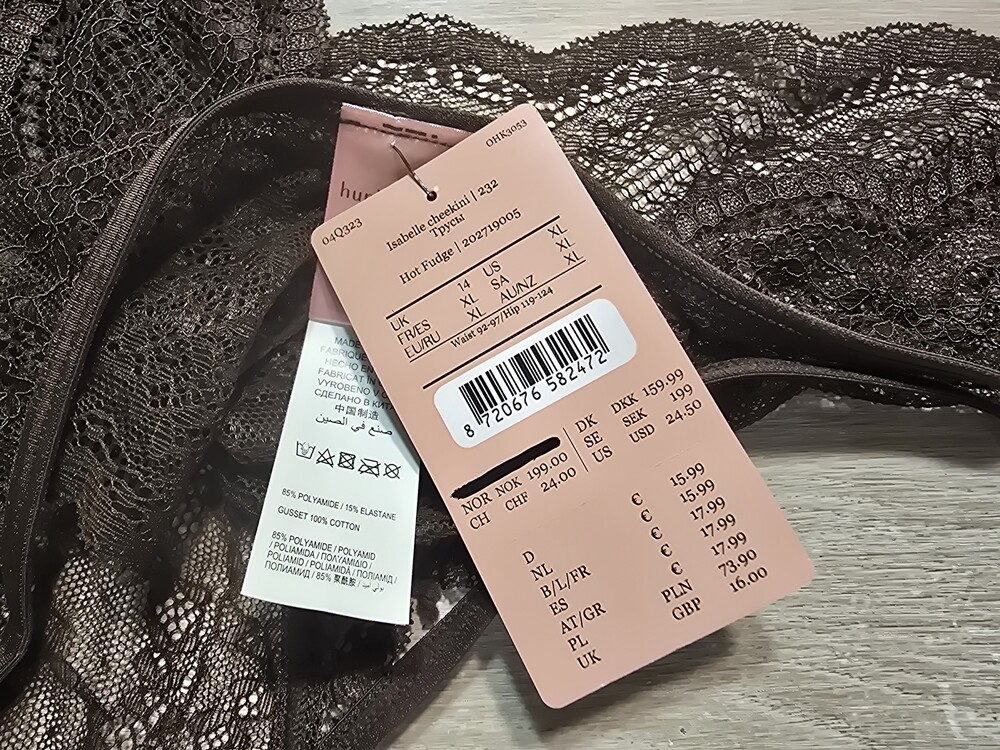 OHK3053
04Q323
Isabelle cheekini | 232
Трусы
Hot Fudge | 202719005
UK 14 US XL
FR/ES XL SA XL
EU/RU XL AU/NZ XL
Waist 92-97/Hip 119-124
8 720676 582472
NOR NOK 199.00
CH CHF 24.00
DK DKK 159.99
SE SEK 199
US USD 24.50
D € 15.99
NL € 15.99
B/L/FR € 17.99
ES € 17.99
AT/GR € 17.99
PL PLN 73.90
UK GBP 16.00
MADE
FABRIQUE
HECHO EN
FABRICAT IN
VYROBENO V
СДЕЛАНО В КИТА
中国制造
صنع في الصين
85% POLYAMIDE / 15% ELASTANE
GUSSET 100% COTTON
85% POLYAMIDE / POLYAMID
/ POLIAMIDA / ΠΟΛΥΑΜΙΔΙΟ /
POLIAMID / POLIAMIDĂ / ПОЛІАМІД /
ПОЛИАМИД / 85% 聚酰胺 /